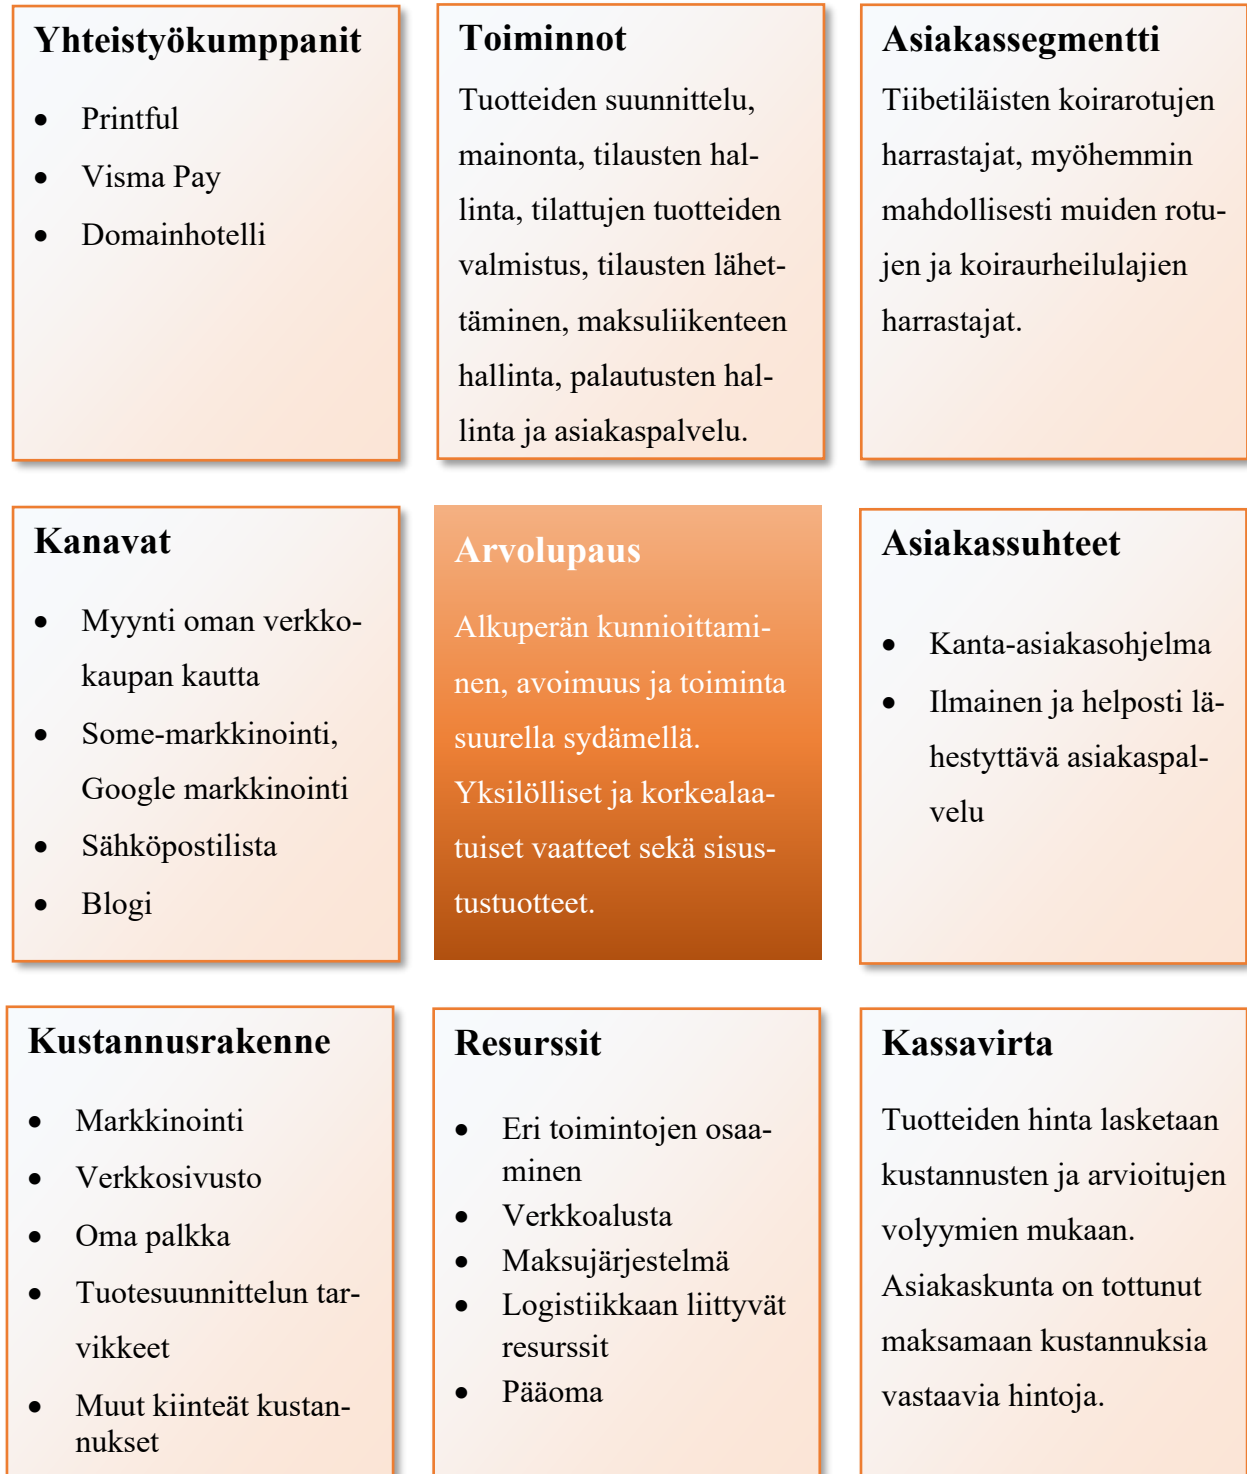 Yhteistyökumppanit
• Printful
• Visma Pay
• Domainhotelli
Toiminnot
Tuotteiden suunnittelu,
mainonta, tilausten hal-
linta, tilattujen tuotteiden
valmistus, tilausten lähet-
täminen, maksuliikenteen
hallinta, palautusten hal-
linta ja asiakaspalvelu.
Asiakassegmentti
Tiibetiläisten koirarotujen
harrastajat, myöhemmin
mahdollisesti muiden rotu-
jen ja koiraurheilulajien
harrastajat.
Kanavat
• Myynti oman verkko-
kaupan kautta
• Some-markkinointi,
Google markkinointi
• Sähköpostilista
• Blogi
Arvolupaus
Alkuperän kunnioittami-
nen, avoimuus ja toiminta
suurella sydämellä.
Yksilölliset ja korkealaa-
tuiset vaatteet sekä sisus-
tustuotteet.
Asiakassuhteet
• Kanta-asiakasohjelma
• Ilmainen ja helposti lä-
hestyttävä asiakaspal-
velu
Kustannusrakenne
• Markkinointi
• Verkkosivusto
• Oma palkka
• Tuotesuunnittelun tar-
vikkeet
• Muut kiinteät kustan-
nukset
Resurssit
• Eri toimintojen osaa-
minen
• Verkkoalusta
• Maksujärjestelmä
• Logistiikkaan liittyvät
resurssit
• Pääoma
Kassavirta
Tuotteiden hinta lasketaan
kustannusten ja arvioitujen
volyymien mukaan.
Asiakaskunta on tottunut
maksamaan kustannuksia
vastaavia hintoja.